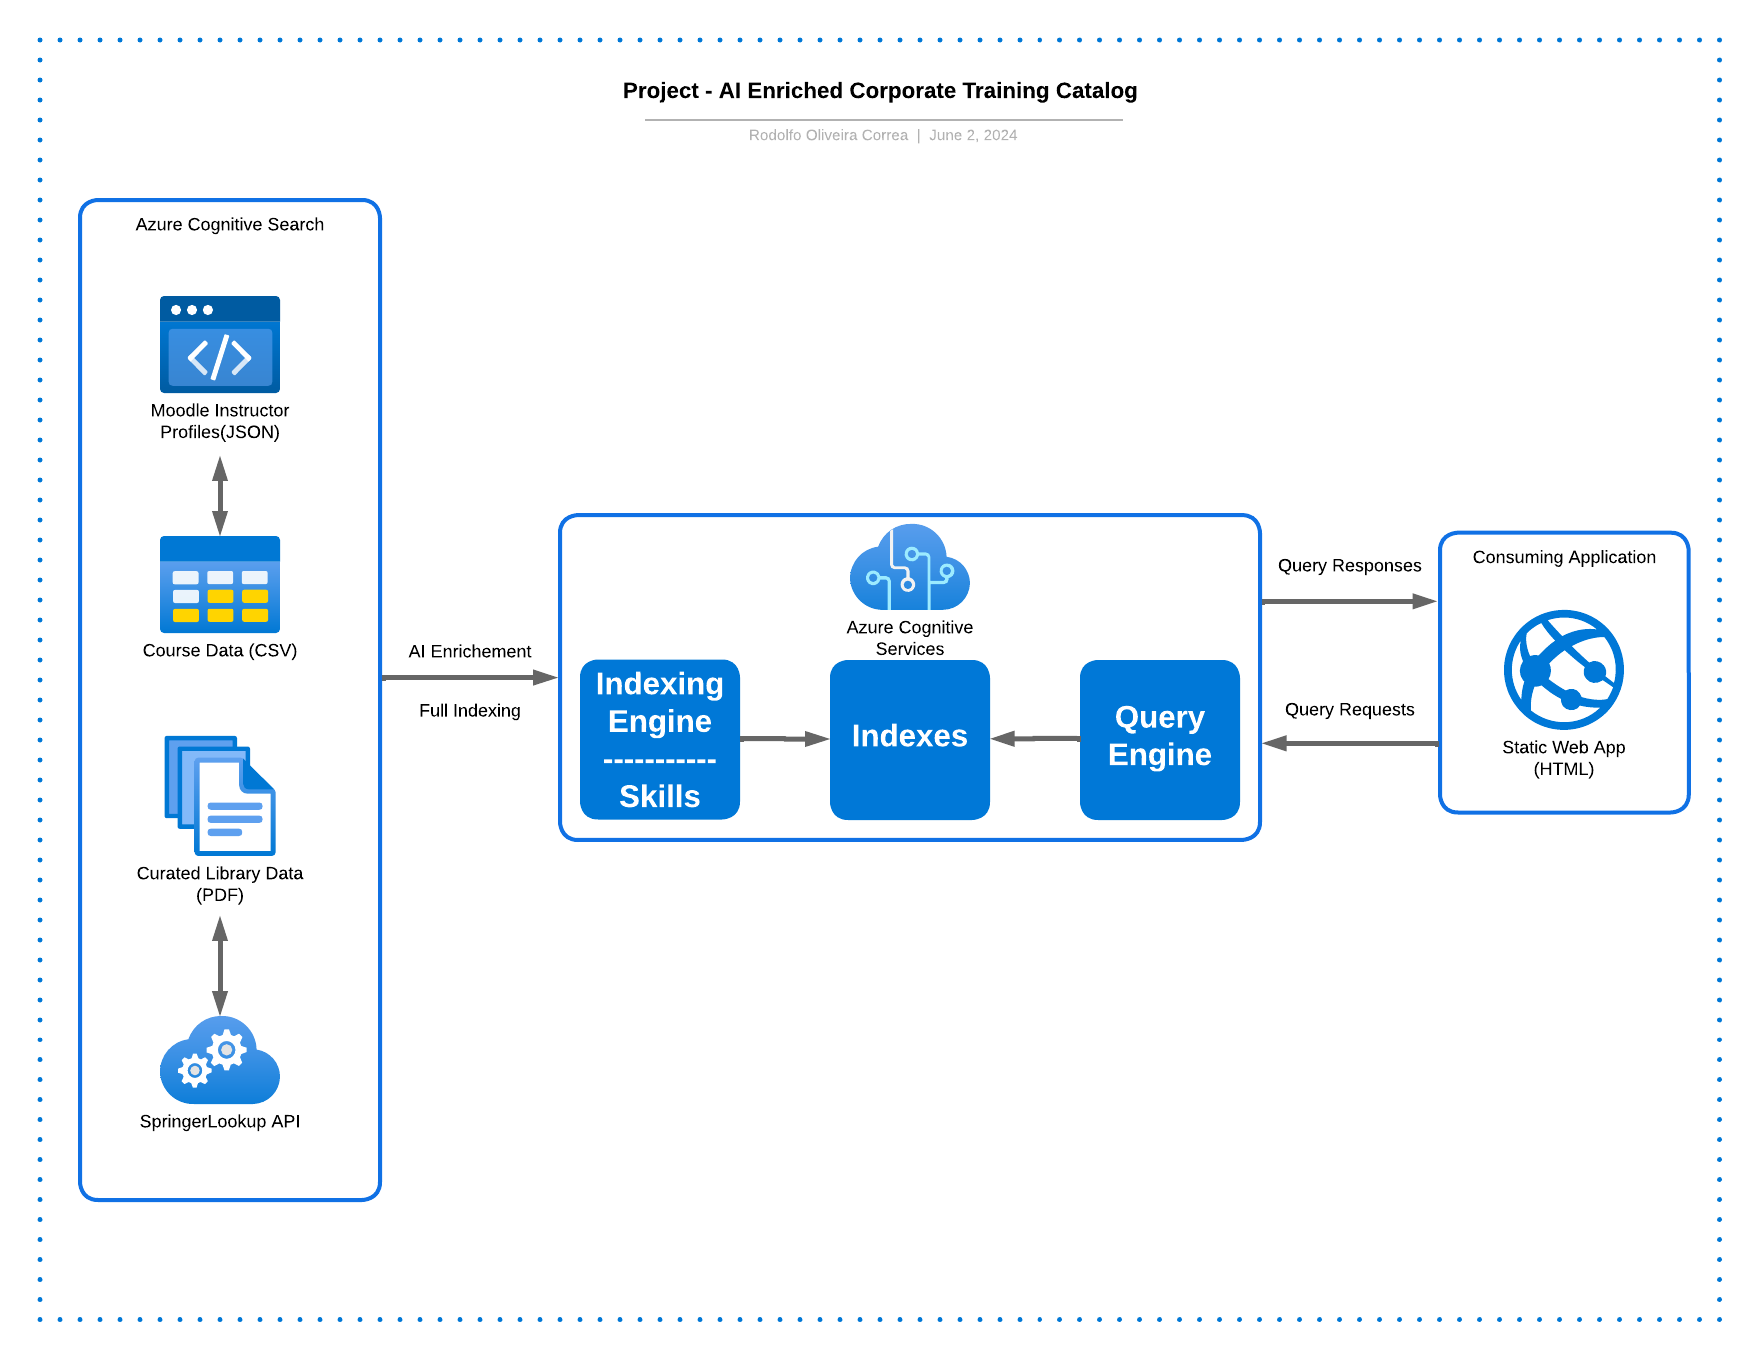 Project - AI Enriched Corporate Training Catalog
Rodolfo Oliveira Correa | June 2, 2024
Azure Cognitive Search
Moodle Instructor
Profiles(JSON)
Course Data (CSV)
Curated Library Data
(PDF)
SpringerLookup API
AI Enrichement
Full Indexing
Azure Cognitive
Services
Indexing
Engine
-----------
Skills
Indexes
Query
Engine
Query Responses
Query Requests
Consuming Application
Static Web App
(HTML)